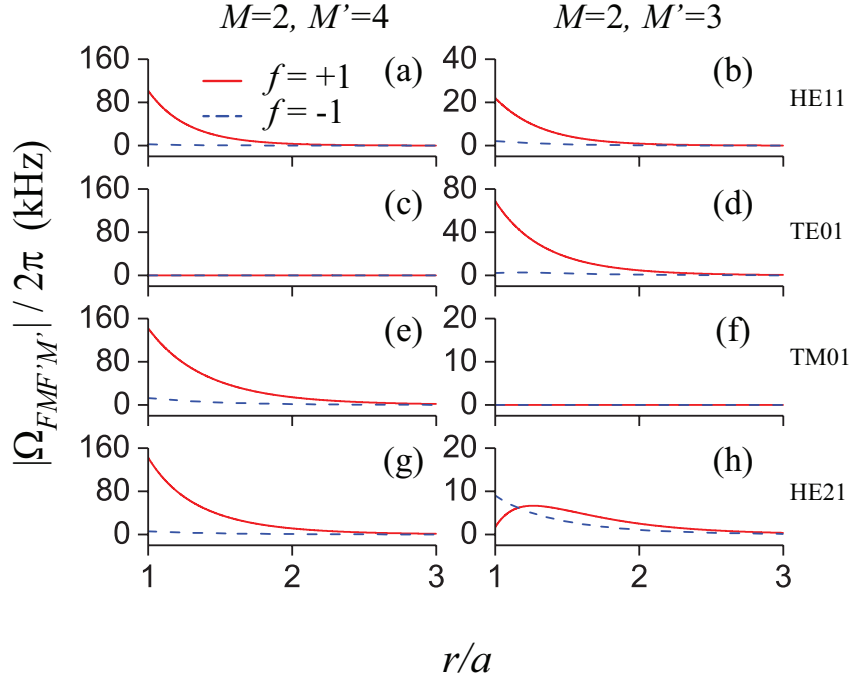 M=2, M'=4
M=2, M'=3
160
80
0
f = +1
f = -1
(a)
40
20
0
(b)
HE11
160
80
0
(c)
80
40
0
(d)
TE01
160
80
0
(e)
20
10
0
(f)
TM01
160
80
0
(g)
20
10
0
(h)
HE21
1
2
3
1
2
3
|Ω_FMF'M'| / 2π (kHz)
r/a